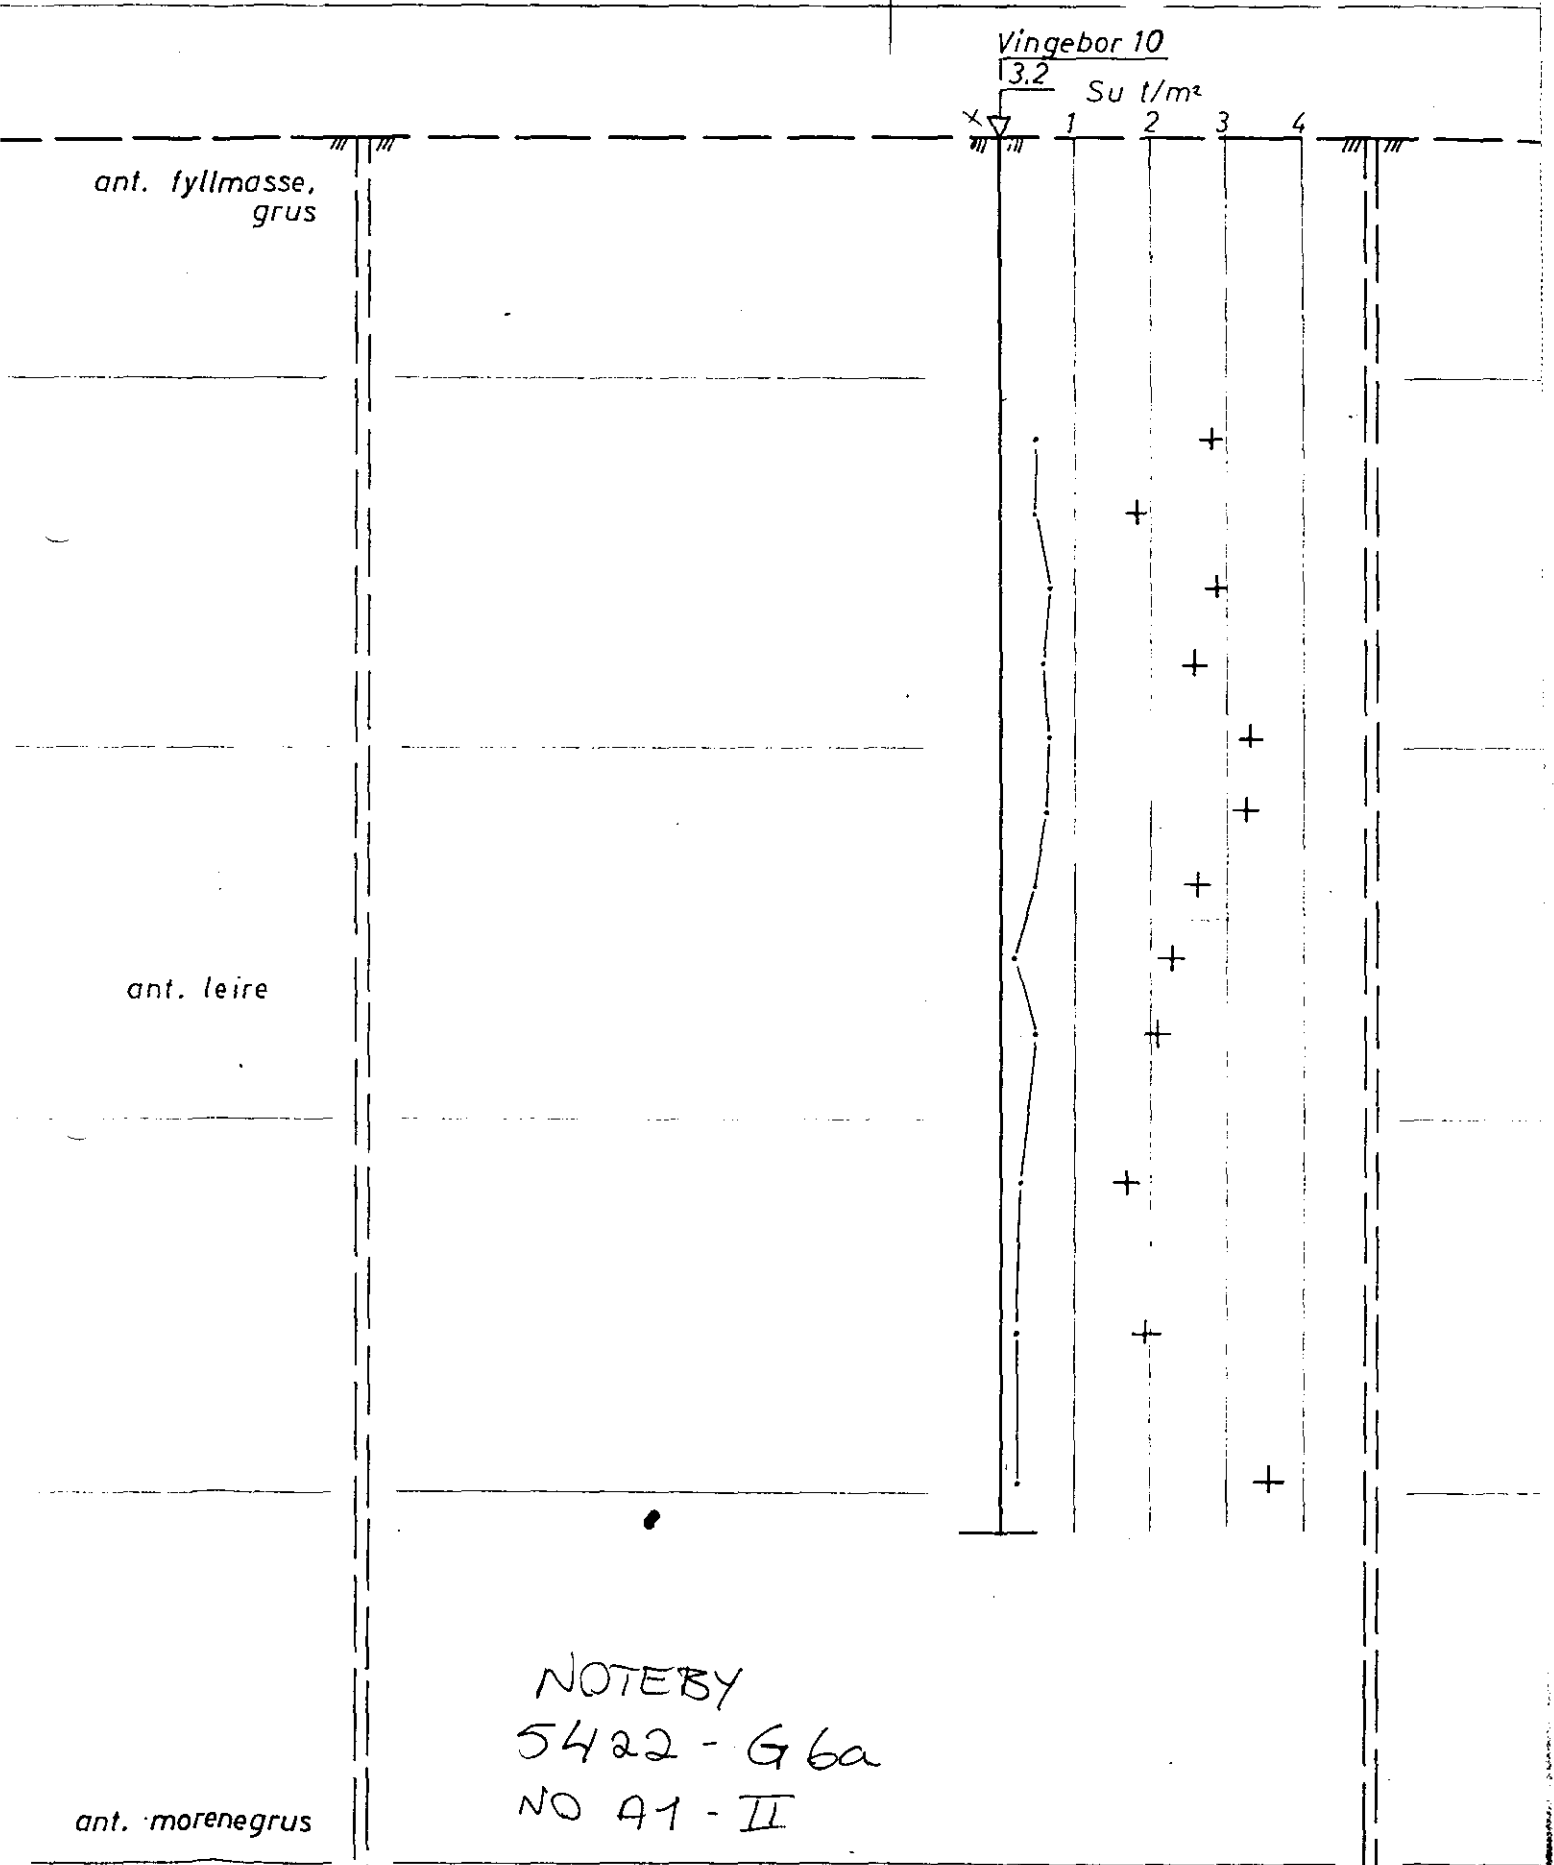 Vingebor 10
3.2
Su t/m²
1 2 3 4
ant. fyllmasse,
grus
ant. leire
NOTEBY
5422 - G 6a
NO A1 - II
ant. morenegrus